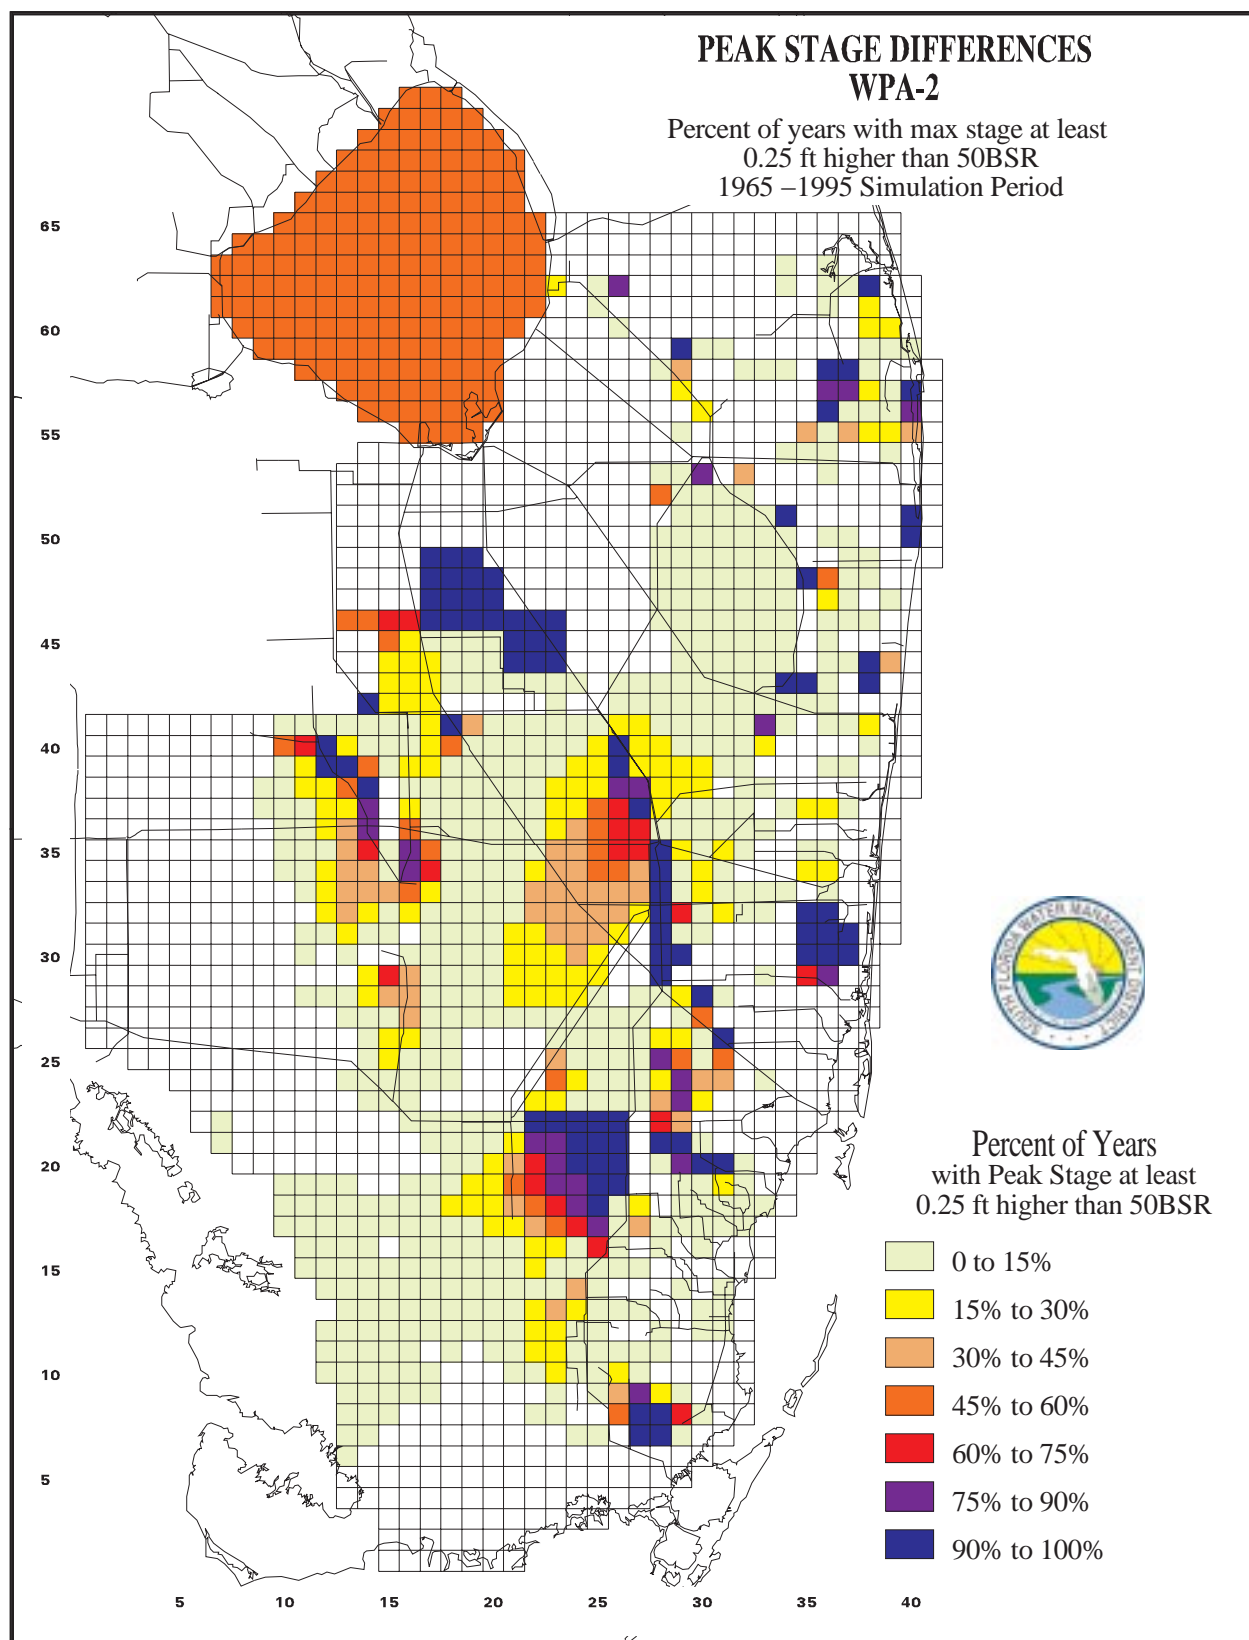 PEAK STAGE DIFFERENCES
WPA-2
Percent of years with max stage at least
0.25 ft higher than 50BSR
1965 –1995 Simulation Period
65
60
55
50
45
40
35
30
25
20
15
10
5
SOUTH FLORIDA WATER MANAGEMENT DISTRICT
Percent of Years
with Peak Stage at least
0.25 ft higher than 50BSR
0 to 15%
15% to 30%
30% to 45%
45% to 60%
60% to 75%
75% to 90%
90% to 100%
5 10 15 20 25 30 35 40
“